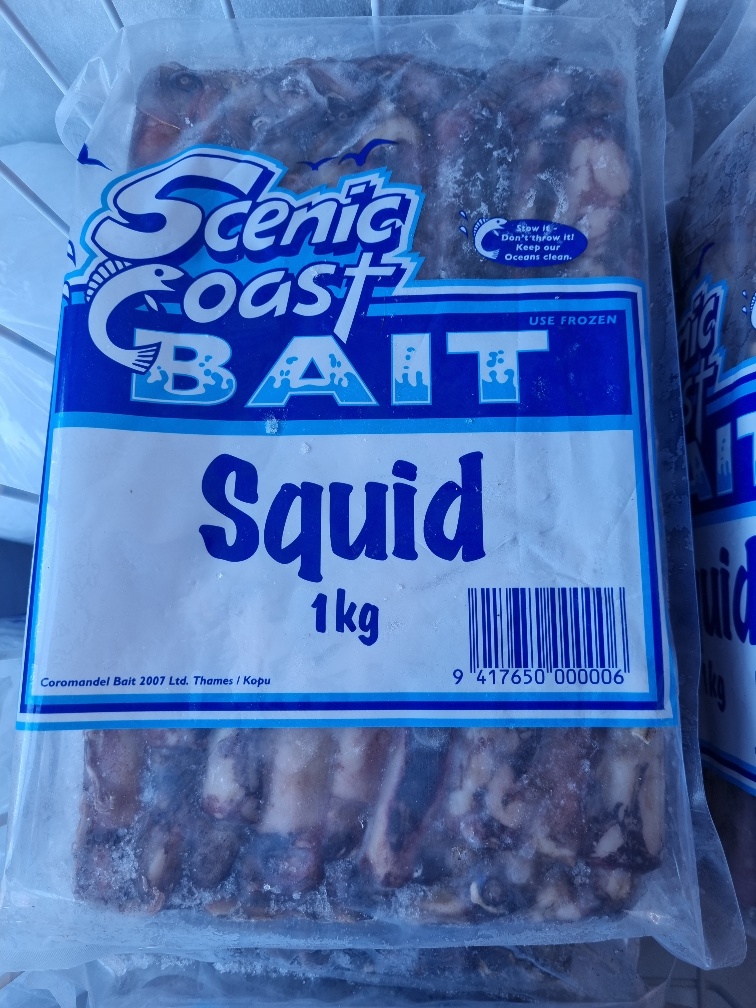 Scenic
Coast
Stow it -
Don't throw it!
Keep our
Oceans clean.
USE FROZEN
BAIT
Squid
1kg
9 417650 000006
Coromandel Bait 2007 Ltd. Thames / Kopu